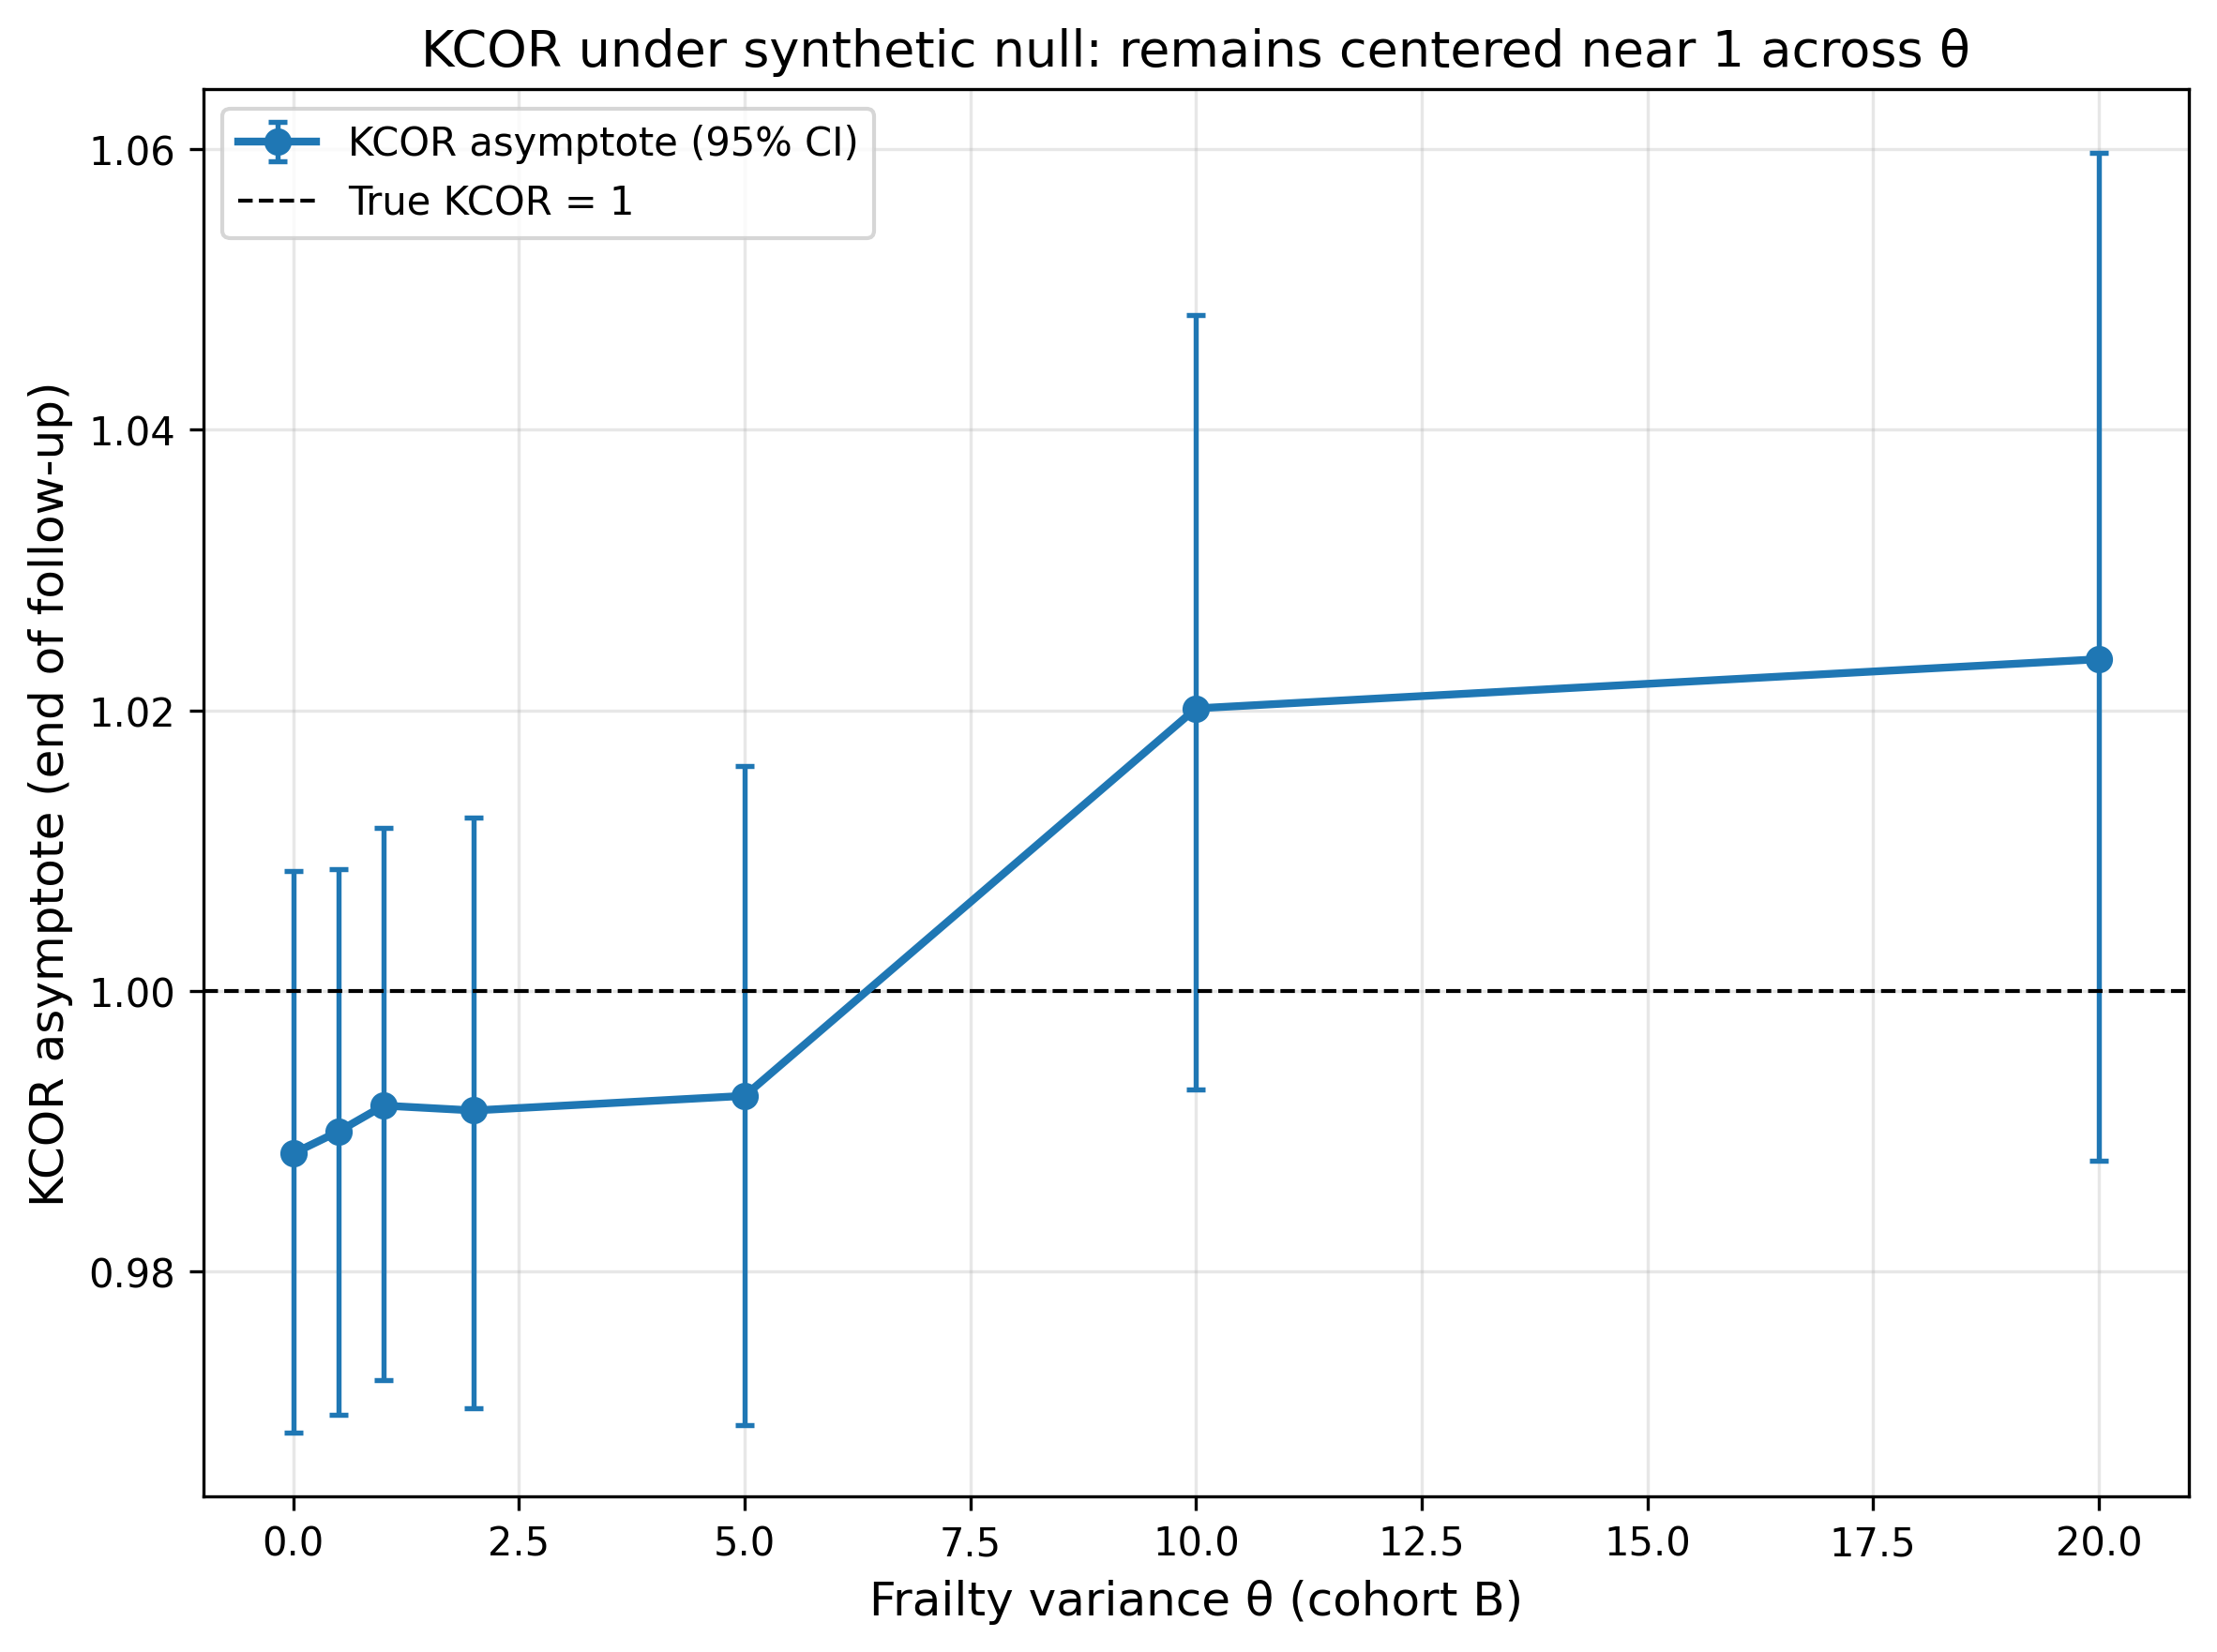 KCOR under synthetic null: remains centered near 1 across θ
KCOR asymptote (95% CI)
True KCOR = 1
KCOR asymptote (end of follow-up)
1.06
1.04
1.02
1.00
0.98
0.0 2.5 5.0 7.5 10.0 12.5 15.0 17.5 20.0
Frailty variance θ (cohort B)